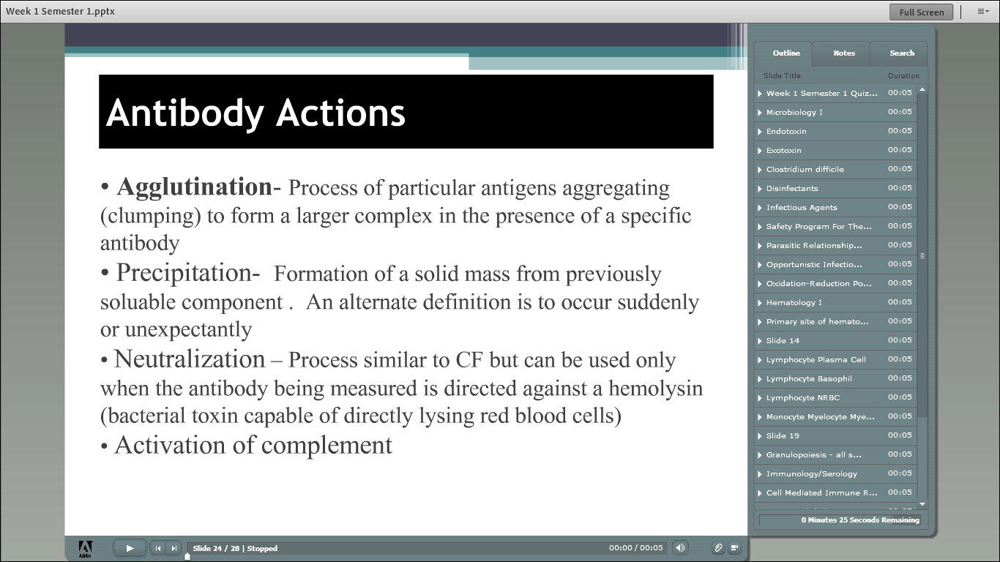 Week 1 Semester 1.pptx
Full Screen
Antibody Actions
• Agglutination- Process of particular antigens aggregating
(clumping) to form a larger complex in the presence of a specific
antibody
• Precipitation- Formation of a solid mass from previously
soluable component . An alternate definition is to occur suddenly
or unexpectantly
• Neutralization – Process similar to CF but can be used only
when the antibody being measured is directed against a hemolysin
(bacterial toxin capable of directly lysing red blood cells)
• Activation of complement
Outline Notes Search
Slide Title Duration
Week 1 Semester 1 Quiz... 00:05
Microbiology I 00:05
Endotoxin 00:05
Exotoxin 00:05
Clostridium difficile 00:05
Disinfectants 00:05
Infectious Agents 00:05
Safety Program For The... 00:05
Parasitic Relationship... 00:05
Opportunistic Infectio... 00:05
Oxidation-Reduction Po... 00:05
Hematology I 00:05
Primary site of hemato... 00:05
Slide 14 00:05
Lymphocyte Plasma Cell 00:05
Lymphocyte Basophil 00:05
Lymphocyte NRBC 00:05
Monocyte Myelocyte Mye... 00:05
Slide 19 00:05
Granulopoiesis - all s... 00:05
Immunology/Serology 00:05
Cell Mediated Immune R... 00:05
0 Minutes 25 Seconds Remaining
Adobe
Slide 24 / 28 | Stopped
00:00 / 00:05